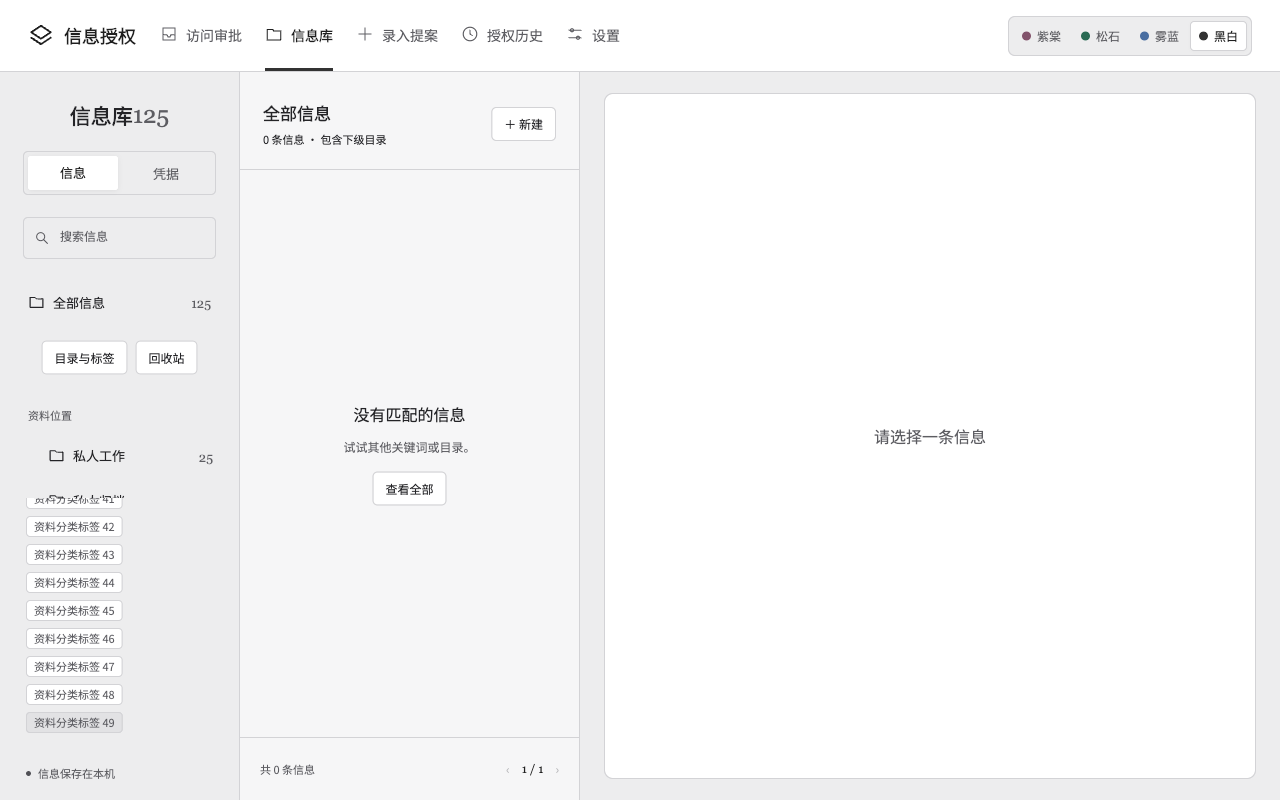 信息授权
访问审批
信息库
录入提案
授权历史
设置
紫棠
松石
雾蓝
黑白
信息库125
信息
凭据
搜索信息
全部信息 125
目录与标签
回收站
资料位置
私人工作 25
资料分类标签 41
资料分类标签 42
资料分类标签 43
资料分类标签 44
资料分类标签 45
资料分类标签 46
资料分类标签 47
资料分类标签 48
资料分类标签 49
信息保存在本机
全部信息
0 条信息 · 包含下级目录
新建
没有匹配的信息
试试其他关键词或目录。
查看全部
共 0 条信息
‹ 1 / 1 ›
请选择一条信息